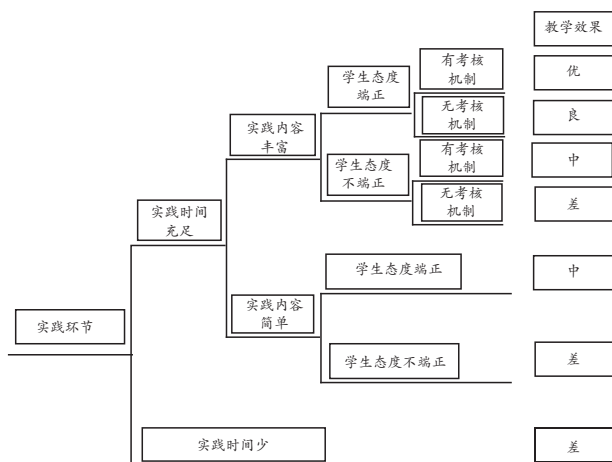 教学效果
学生态度
端正
有考核
机制
优
无考核
机制
良
实践内容
丰富
学生态度
不端正
有考核
机制
中
无考核
机制
差
实践时间
充足
实践内容
简单
学生态度端正
中
实践环节
学生态度不端正
差
实践时间少
差